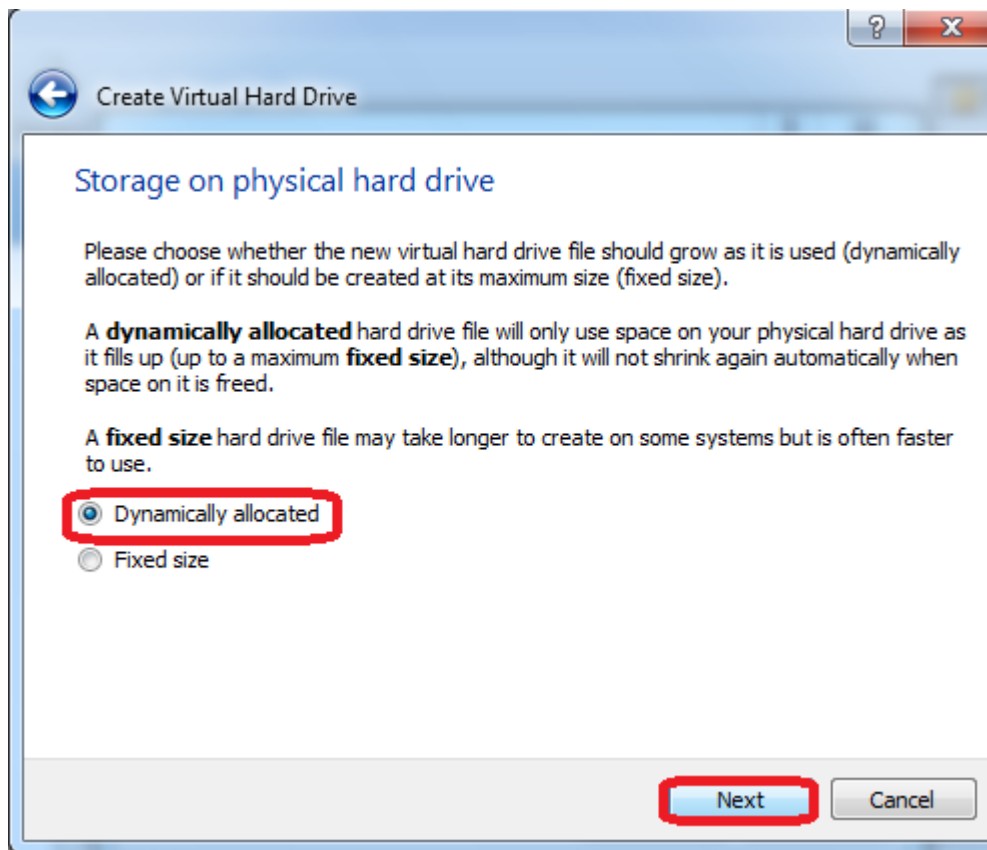 ?
X
Create Virtual Hard Drive
Storage on physical hard drive
Please choose whether the new virtual hard drive file should grow as it is used (dynamically
allocated) or if it should be created at its maximum size (fixed size).
A dynamically allocated hard drive file will only use space on your physical hard drive as
it fills up (up to a maximum fixed size), although it will not shrink again automatically when
space on it is freed.
A fixed size hard drive file may take longer to create on some systems but is often faster
to use.
Dynamically allocated
Fixed size
Next
Cancel